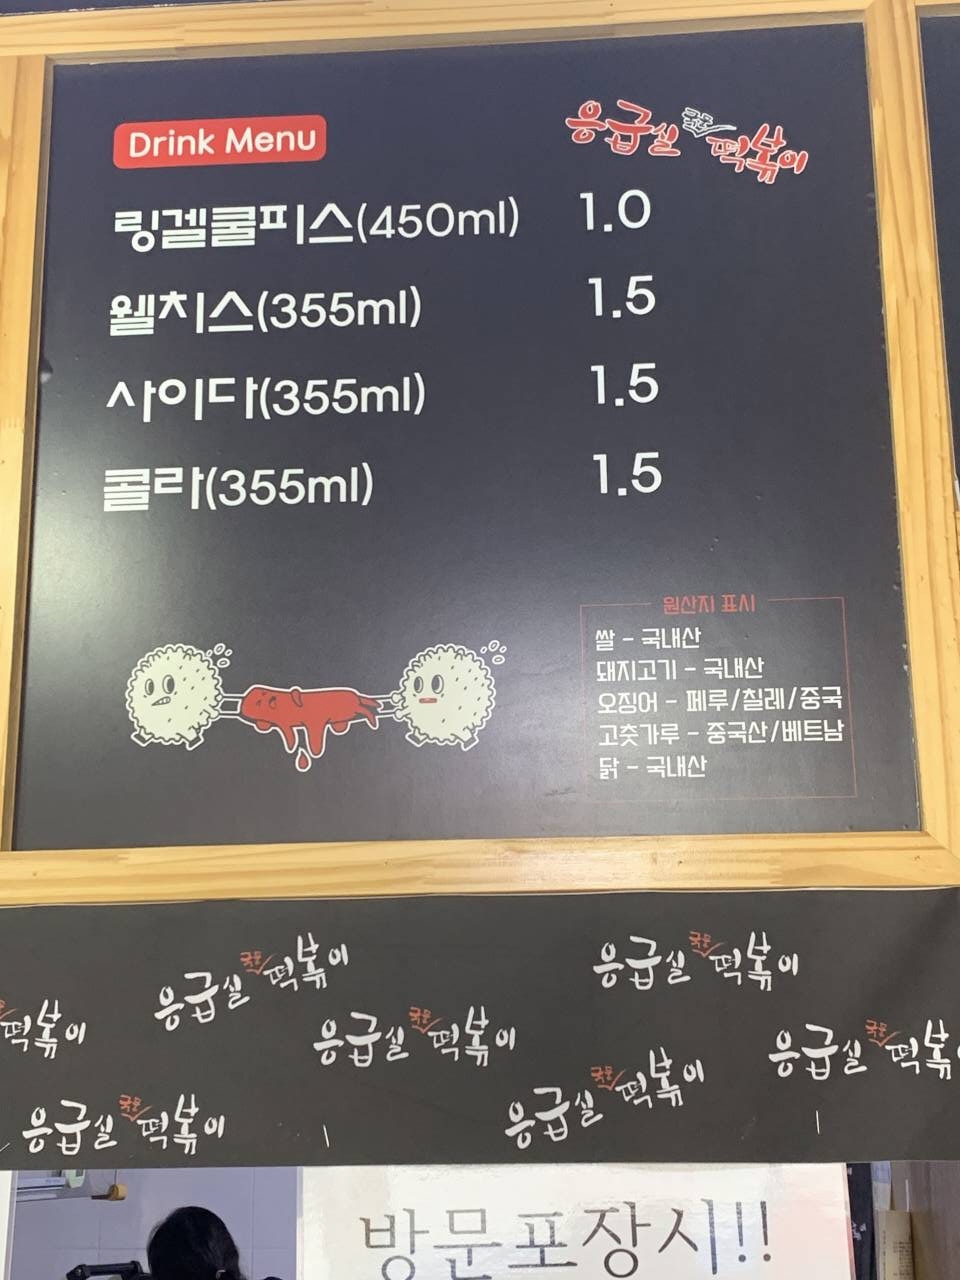 Drink Menu
응급실 국물 떡볶이
링겔쿨피스(450ml) 1.0
웰치스(355ml) 1.5
사이다(355ml) 1.5
콜라(355ml) 1.5
원산지 표시
쌀 - 국내산
돼지고기 - 국내산
오징어 - 페루/칠레/중국
고춧가루 - 중국산/베트남
닭 - 국내산
응급실 국물 떡볶이
응급실 국물 떡볶이
떡볶이
응급실 국물 떡볶이
응급실 국물 떡볶이
응급실 국물 떡볶이
응급실 국물 떡볶이
방문포장시!!